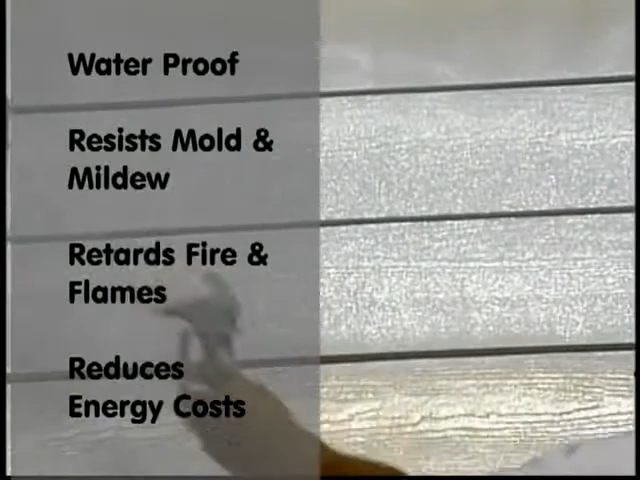 Water Proof
Resists Mold &
Mildew
Retards Fire &
Flames
Reduces
Energy Costs